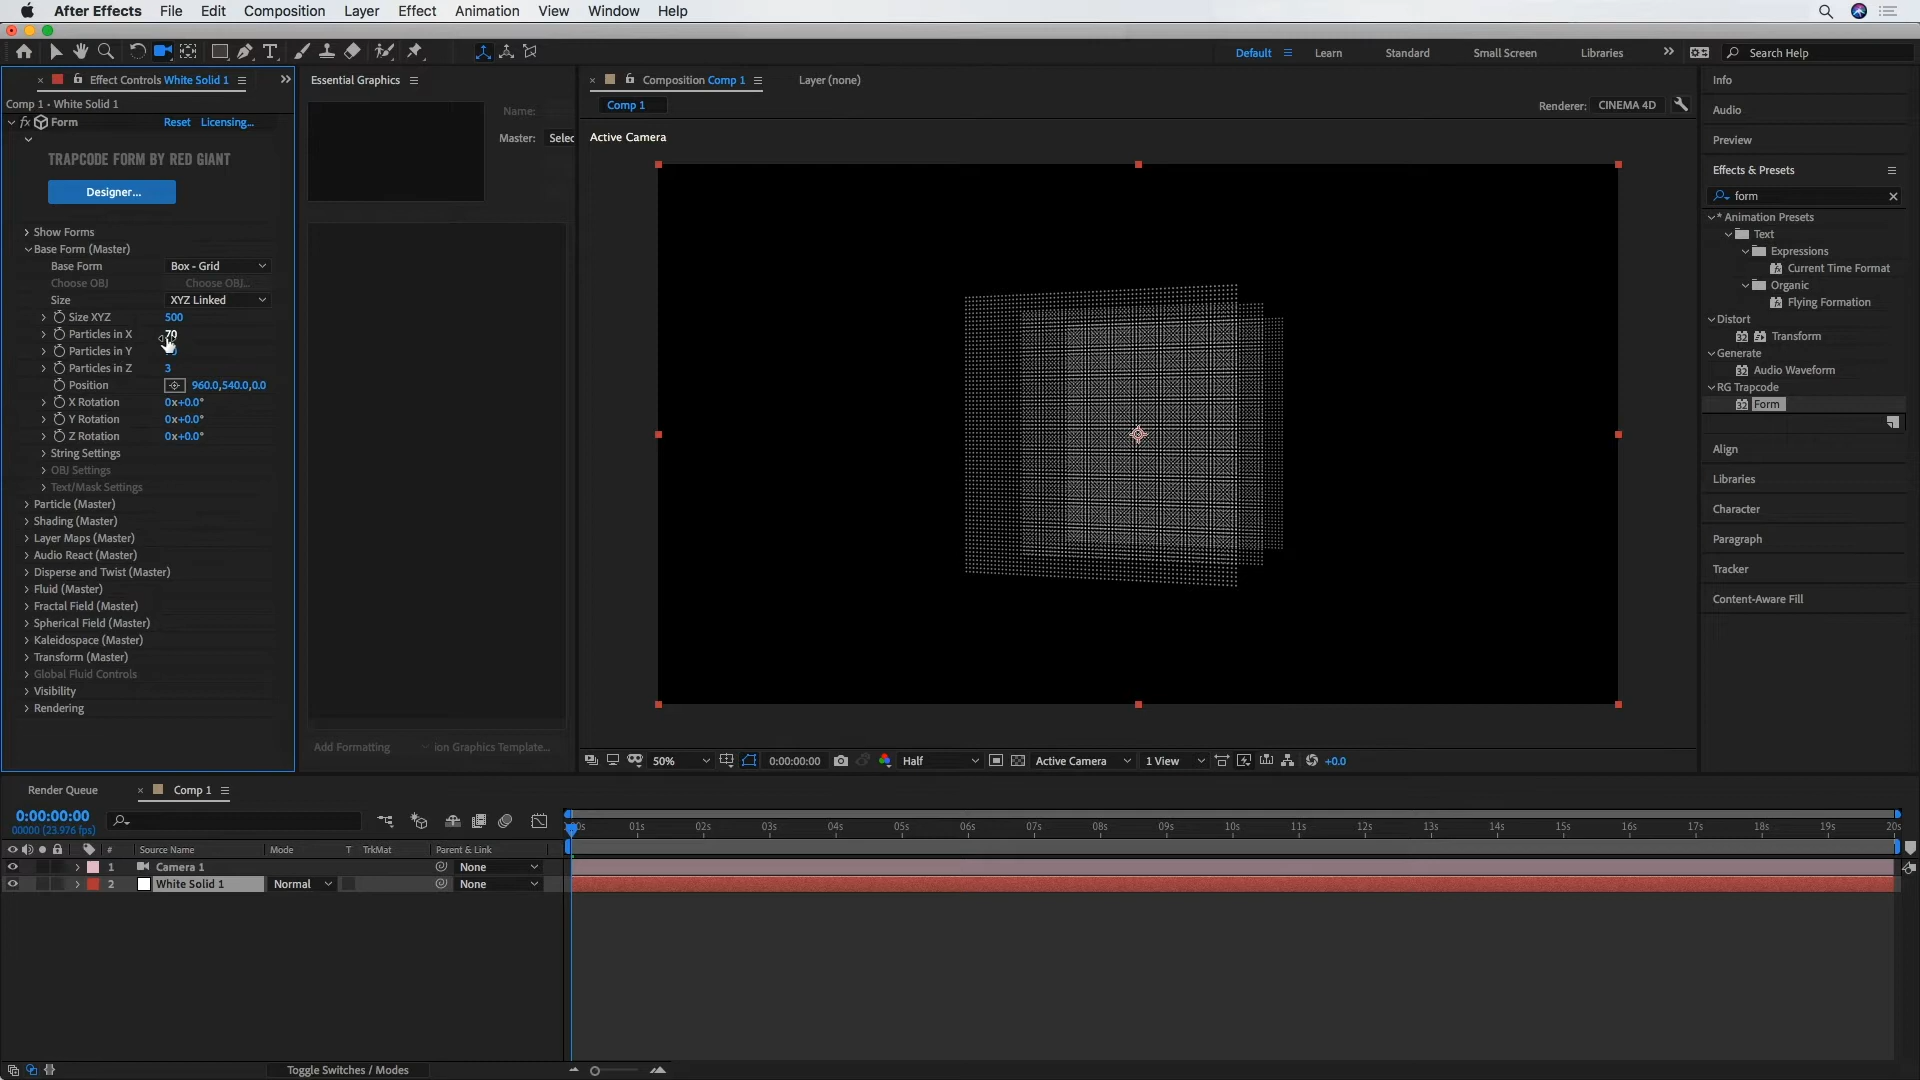 After Effects File Edit Composition Layer Effect Animation View Window Help
Default Learn Standard Small Screen Libraries Search Help
Effect Controls White Solid 1
Comp 1 • White Solid 1
fx Form Reset Licensing...
TRAPCODE FORM BY RED GIANT
Designer...
Show Forms
Base Form (Master)
Base Form Box - Grid
Choose OBJ Choose OBJ...
Size XYZ Linked
Size XYZ 500
Particles in X 70
Particles in Y
Particles in Z 3
Position 960.0,540.0,0.0
X Rotation 0x+0.0°
Y Rotation 0x+0.0°
Z Rotation 0x+0.0°
String Settings
OBJ Settings
Text/Mask Settings
Particle (Master)
Shading (Master)
Layer Maps (Master)
Audio React (Master)
Disperse and Twist (Master)
Fluid (Master)
Fractal Field (Master)
Spherical Field (Master)
Kaleidospace (Master)
Transform (Master)
Global Fluid Controls
Visibility
Rendering
Essential Graphics
Name:
Master: Selec
Add Formatting ion Graphics Template...
Composition Comp 1 Layer (none)
Comp 1 Renderer: CINEMA 4D
Active Camera
50% 0:00:00:00 Half Active Camera 1 View +0.0
Info
Audio
Preview
Effects & Presets
form
* Animation Presets
Text
Expressions
Current Time Format
Organic
Flying Formation
Distort
32 Transform
Generate
32 Audio Waveform
RG Trapcode
32 Form
Align
Libraries
Character
Paragraph
Tracker
Content-Aware Fill
Render Queue Comp 1
0:00:00:00
00000 (23.976 fps)
01s 02s 03s 04s 05s 06s 07s 08s 09s 10s 11s 12s 13s 14s 15s 16s 17s 18s 19s 20s
# Source Name Mode T TrkMat Parent & Link
1 Camera 1 None
2 White Solid 1 Normal None
Toggle Switches / Modes